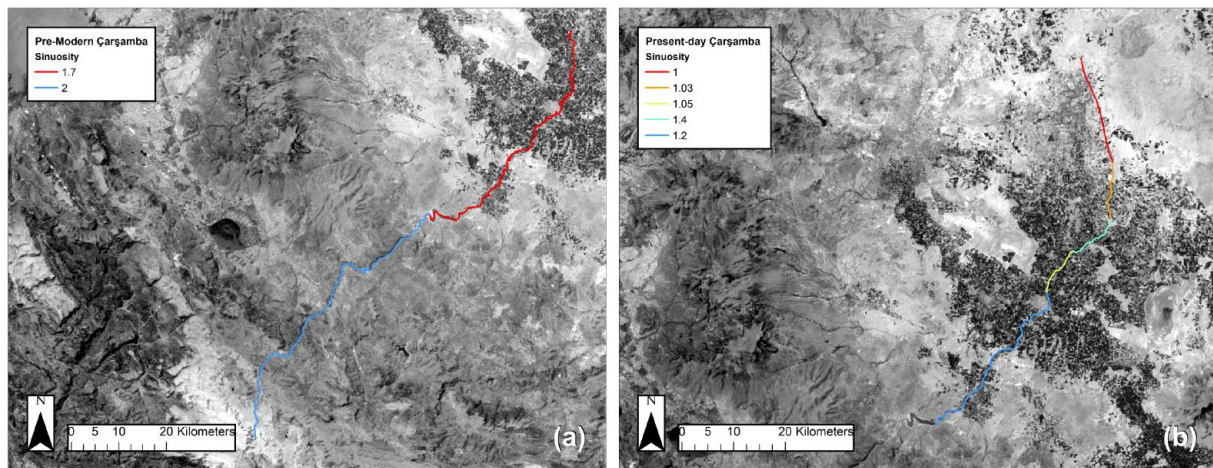 Pre-Modern Çarşamba
Sinuosity
1.7
2
N
0 5 10 20 Kilometers
(a)
Present-day Çarşamba
Sinuosity
1
1.03
1.05
1.4
1.2
N
0 5 10 20 Kilometers
(b)